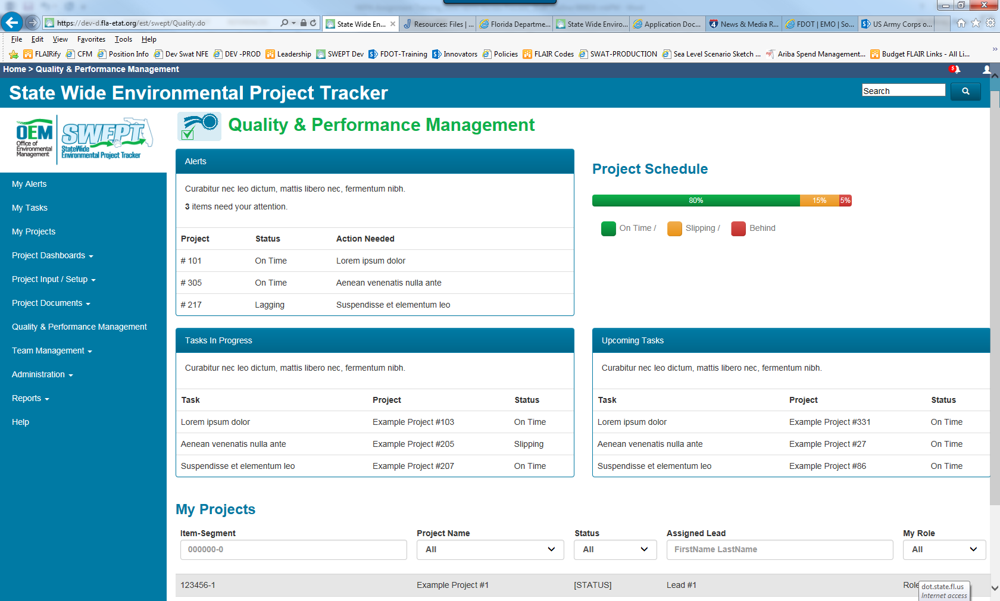 https://dev-d.fla-etat.org/est/swept/Quality.do
State Wide En...
Resources: Files | ...
Florida Departme...
State Wide Enviro...
Application Doc...
News & Media R...
FDOT | EMO | So...
US Army Corps o...
File Edit View Favorites Tools Help
FLAIRify CFM Position Info Dev Swat NFE DEV -PROD Leadership SWEPT Dev FDOT-Training Innovators Policies FLAIR Codes SWAT-PRODUCTION Sea Level Scenario Sketch ... Ariba Spend Management... Budget FLAIR Links - All Li...
Home > Quality & Performance Management
5
State Wide Environmental Project Tracker
Search
OEM
Office of
Environmental
Management
SWEPT
StateWide
Environmental Project Tracker
My Alerts
My Tasks
My Projects
Project Dashboards
Project Input / Setup
Project Documents
Quality & Performance Management
Team Management
Administration
Reports
Help
Quality & Performance Management
Alerts
Curabitur nec leo dictum, mattis libero nec, fermentum nibh.
3 items need your attention.
Project Status Action Needed
# 101 On Time Lorem ipsum dolor
# 305 On Time Aenean venenatis nulla ante
# 217 Lagging Suspendisse et elementum leo
Project Schedule
80% 15% 5%
On Time / Slipping / Behind
Tasks In Progress
Curabitur nec leo dictum, mattis libero nec, fermentum nibh.
Task Project Status
Lorem ipsum dolor Example Project #103 On Time
Aenean venenatis nulla ante Example Project #205 Slipping
Suspendisse et elementum leo Example Project #207 On Time
Upcoming Tasks
Curabitur nec leo dictum, mattis libero nec, fermentum nibh.
Task Project Status
Lorem ipsum dolor Example Project #331 On Time
Aenean venenatis nulla ante Example Project #27 On Time
Suspendisse et elementum leo Example Project #86 On Time
My Projects
Item-Segment Project Name Status Assigned Lead My Role
000000-0 All All FirstName LastName All
123456-1 Example Project #1 [STATUS] Lead #1 Role
dot.state.fl.us
Internet access